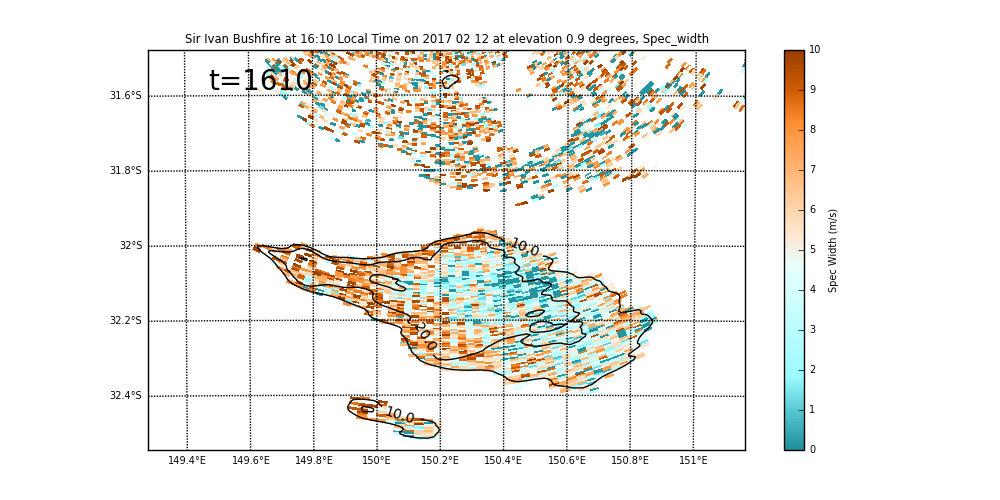 Sir Ivan Bushfire at 16:10 Local Time on 2017 02 12 at elevation 0.9 degrees, Spec_width
t=1610
31.6°S
31.8°S
32°S
32.2°S
32.4°S
10.0
20.0
10.0
149.4°E 149.6°E 149.8°E 150°E 150.2°E 150.4°E 150.6°E 150.8°E 151°E
10
9
8
7
6
5
4
3
2
1
0
Spec Width (m/s)